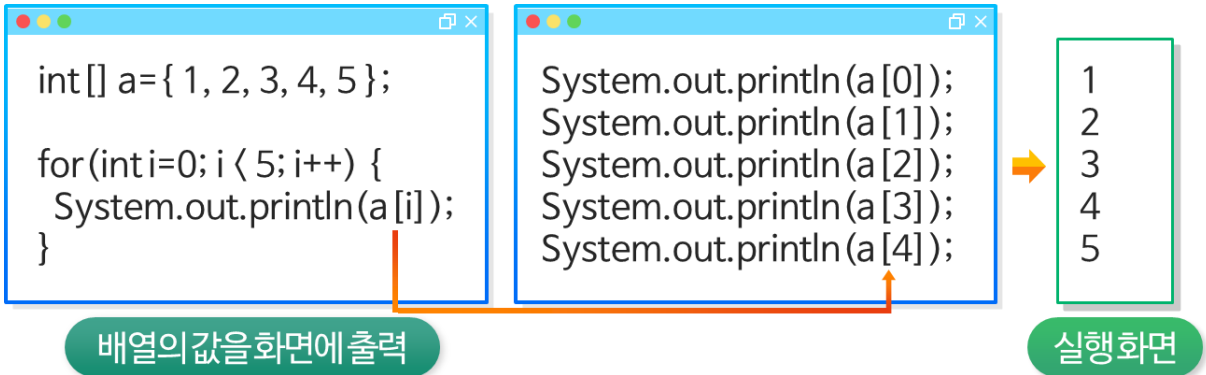 int[] a={ 1, 2, 3, 4, 5 };
for(int i=0; i < 5; i++) {
System.out.println(a[i]);
}
배열의 값을 화면에 출력
System.out.println(a[0]);
System.out.println(a[1]);
System.out.println(a[2]);
System.out.println(a[3]);
System.out.println(a[4]);
1
2
3
4
5
실행화면